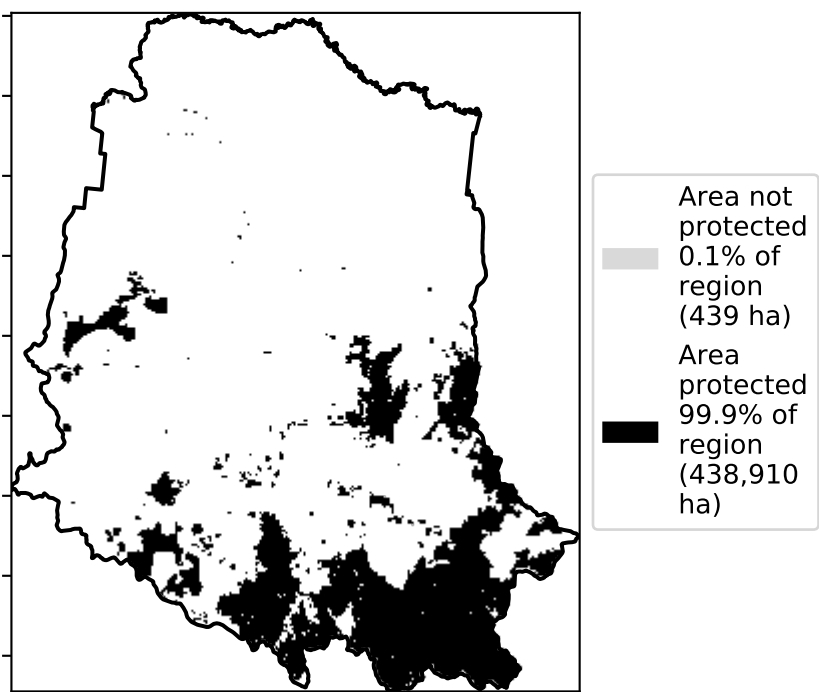 Area not
protected
0.1% of
region
(439 ha)
Area
protected
99.9% of
region
(438,910
ha)